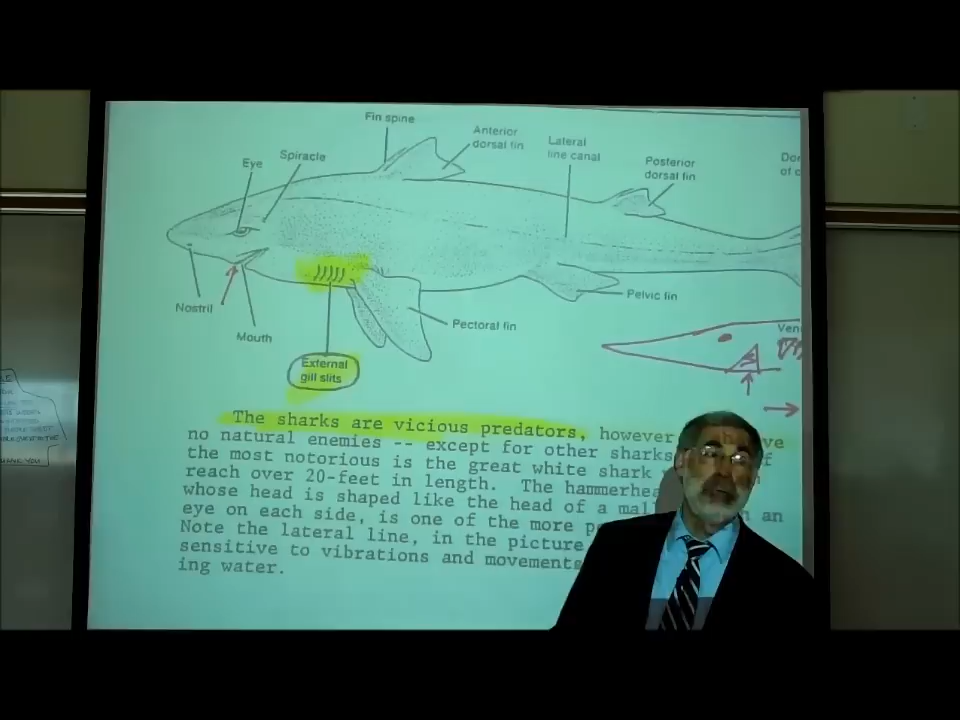 Fin spine
Anterior
dorsal fin
Lateral
line canal
Posterior
dorsal fin
Eye
Spiracle
Nostril
Mouth
External
gill slits
Pectoral fin
Pelvic fin
The sharks are vicious predators, however
no natural enemies -- except for other sharks
the most notorious is the great white shark
reach over 20-feet in length. The
whose head is shaped like the head of a an
eye on each side, is one of the more
Note the lateral line, in the picture
sensitive to vibrations and movements
ing water.